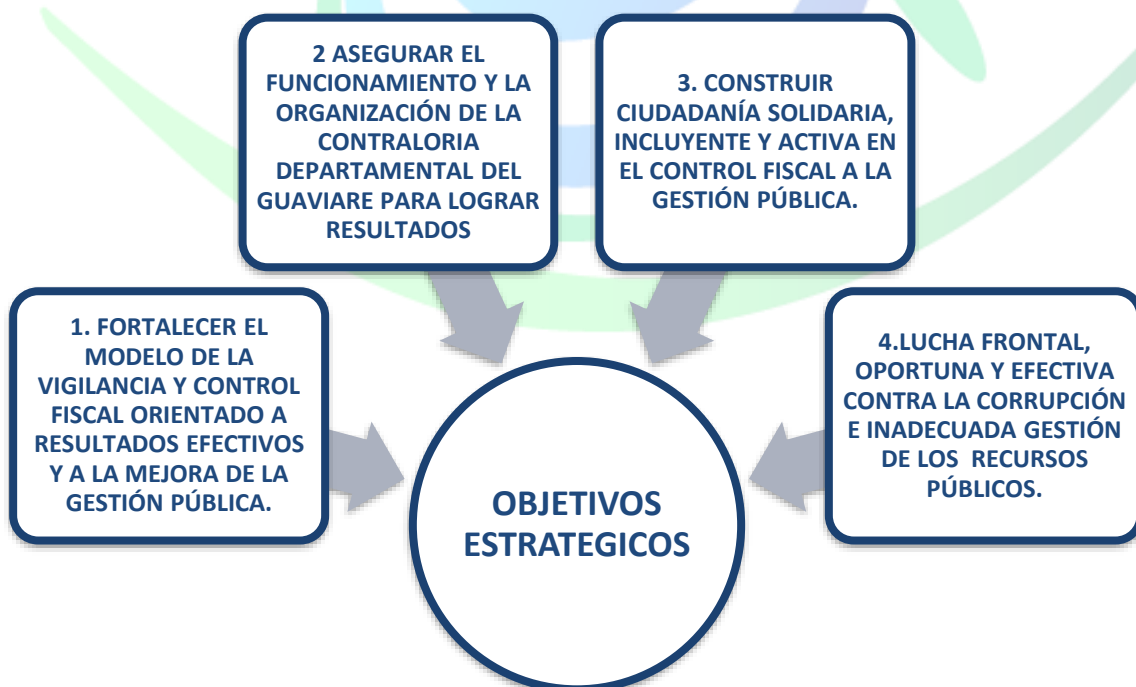 1. FORTALECER EL
MODELO DE LA
VIGILANCIA Y CONTROL
FISCAL ORIENTADO A
RESULTADOS EFECTIVOS
Y A LA MEJORA DE LA
GESTIÓN PÚBLICA.
2 ASEGURAR EL
FUNCIONAMIENTO Y LA
ORGANIZACIÓN DE LA
CONTRALORIA
DEPARTAMENTAL DEL
GUAVIARE PARA LOGRAR
RESULTADOS
3. CONSTRUIR
CIUDADANÍA SOLIDARIA,
INCLUYENTE Y ACTIVA EN
EL CONTROL FISCAL A LA
GESTIÓN PÚBLICA.
4.LUCHA FRONTAL,
OPORTUNA Y EFECTIVA
CONTRA LA CORRUPCIÓN
E INADECUADA GESTIÓN
DE LOS RECURSOS
PÚBLICOS.
OBJETIVOS
ESTRATEGICOS